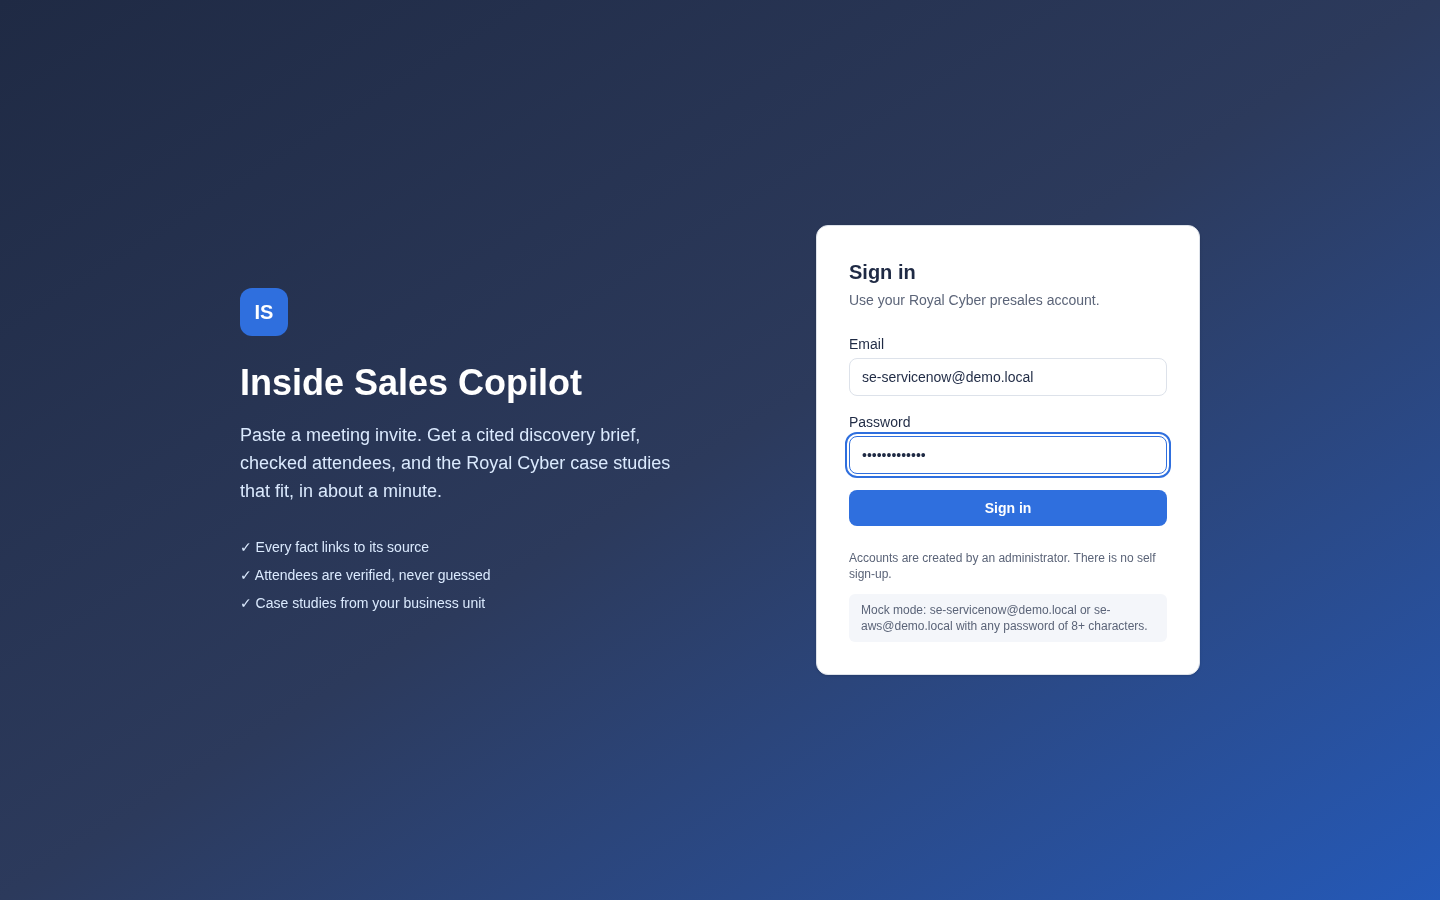 IS
Inside Sales Copilot
Paste a meeting invite. Get a cited discovery brief,
checked attendees, and the Royal Cyber case studies
that fit, in about a minute.
✓ Every fact links to its source
✓ Attendees are verified, never guessed
✓ Case studies from your business unit
Sign in
Use your Royal Cyber presales account.
Email
se-servicenow@demo.local
Password
•••••••••••••
Sign in
Accounts are created by an administrator. There is no self
sign-up.
Mock mode: se-servicenow@demo.local or se-
aws@demo.local with any password of 8+ characters.